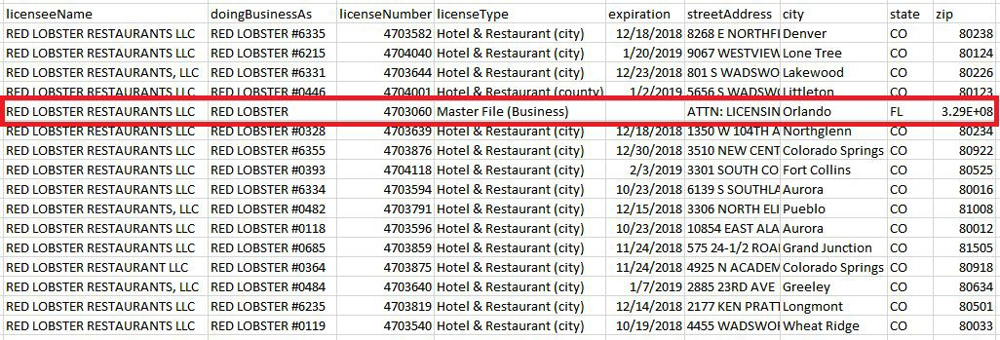 licenseeName doingBusinessAs licenseNumber licenseType expiration streetAddress city state zip
RED LOBSTER RESTAURANTS LLC RED LOBSTER #6335 4703582 Hotel & Restaurant (city) 12/18/2018 8268 E NORTHFI Denver CO 80238
RED LOBSTER RESTAURANTS LLC RED LOBSTER #6215 4704040 Hotel & Restaurant (city) 1/20/2019 9067 WESTVIEW Lone Tree CO 80124
RED LOBSTER RESTAURANTS, LLC RED LOBSTER #6331 4703644 Hotel & Restaurant (city) 12/23/2018 801 S WADSWO Lakewood CO 80226
RED LOBSTER RESTAURANTS, LLC RED LOBSTER #0446 4704001 Hotel & Restaurant (county) 1/2/2019 5656 S WADSW Littleton CO 80123
RED LOBSTER RESTAURANTS LLC RED LOBSTER 4703060 Master File (Business) ATTN: LICENSIN Orlando FL 3.29E+08
RED LOBSTER RESTAURANTS LLC RED LOBSTER #0328 4703639 Hotel & Restaurant (city) 12/18/2018 1350 W 104TH A Northglenn CO 80234
RED LOBSTER RESTAURANTS, LLC RED LOBSTER #6355 4703876 Hotel & Restaurant (city) 12/30/2018 3510 NEW CENT Colorado Springs CO 80922
RED LOBSTER RESTAURANTS LLC RED LOBSTER #0393 4704118 Hotel & Restaurant (city) 2/3/2019 3301 SOUTH CO Fort Collins CO 80525
RED LOBSTER RESTAURANTS LLC RED LOBSTER #6334 4703594 Hotel & Restaurant (city) 10/23/2018 6139 S SOUTHLA Aurora CO 80016
RED LOBSTER RESTAURANTS, LLC RED LOBSTER #0482 4703791 Hotel & Restaurant (city) 12/15/2018 3306 NORTH ELI Pueblo CO 81008
RED LOBSTER RESTAURANTS LLC RED LOBSTER #0118 4703596 Hotel & Restaurant (city) 10/23/2018 10854 EAST ALA Aurora CO 80012
RED LOBSTER RESTAURANTS LLC RED LOBSTER #0685 4703859 Hotel & Restaurant (city) 11/24/2018 575 24-1/2 ROAI Grand Junction CO 81505
RED LOBSTER RESTAURANT LLC RED LOBSTER #0364 4703875 Hotel & Restaurant (city) 11/24/2018 4925 N ACADEM Colorado Springs CO 80918
RED LOBSTER RESTAURANTS, LLC RED LOBSTER #0484 4703640 Hotel & Restaurant (city) 1/7/2019 2885 23RD AVE Greeley CO 80634
RED LOBSTER RESTAURANTS LLC RED LOBSTER #6235 4703819 Hotel & Restaurant (city) 12/14/2018 2177 KEN PRATT Longmont CO 80501
RED LOBSTER RESTAURANTS LLC RED LOBSTER #0119 4703540 Hotel & Restaurant (city) 10/19/2018 4455 WADSWO Wheat Ridge CO 80033